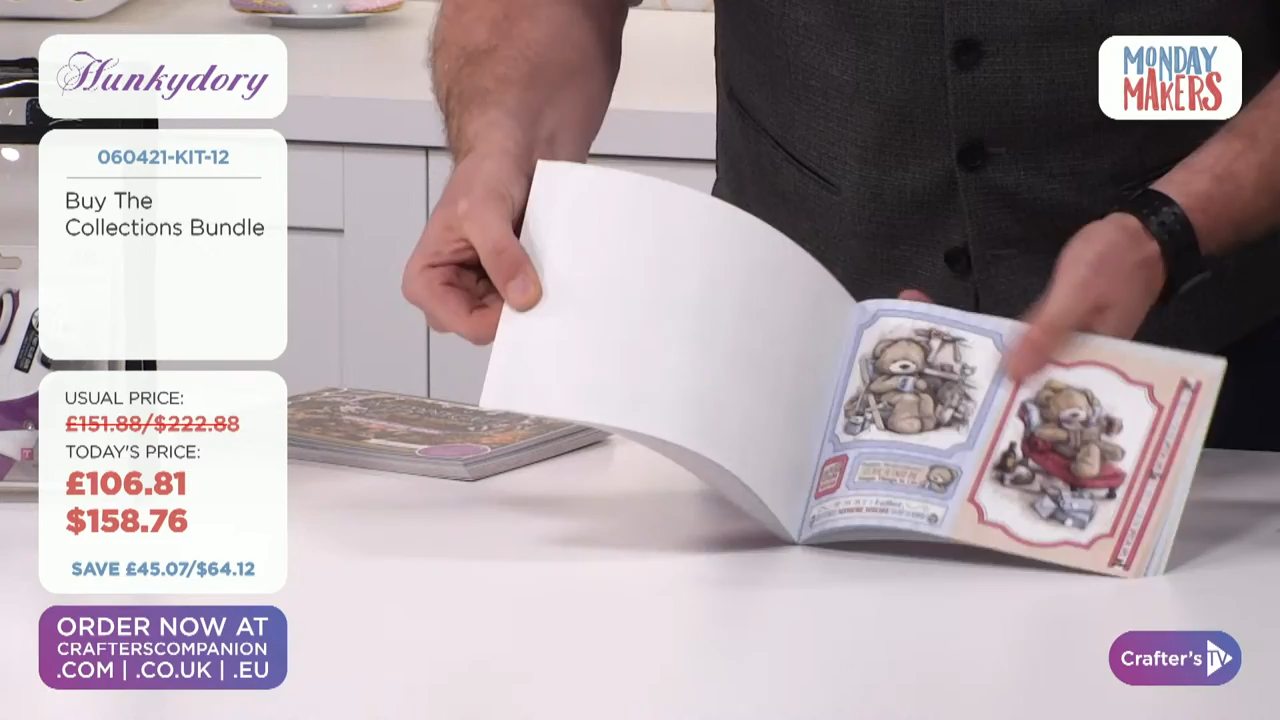 Hunkydory
060421-KIT-12
Buy The
Collections Bundle
USUAL PRICE:
£151.88/$222.88
TODAY'S PRICE:
£106.81
$158.76
SAVE £45.07/$64.12
ORDER NOW AT
CRAFTERSCOMPANION
.COM | .CO.UK | .EU
MONDAY
MAKERS
Crafter's TV